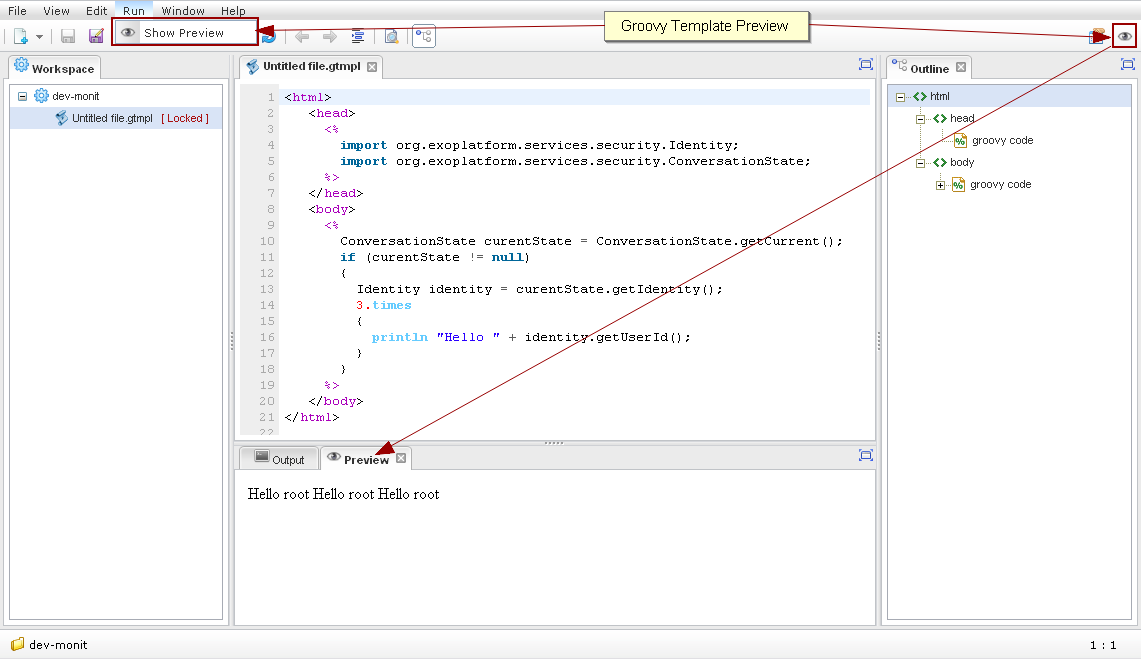 File View Edit Run Window Help
Show Preview
Groovy Template Preview
Workspace
dev-monit
Untitled file.gtmpl [ Locked ]
Untitled file.gtmpl
1 <html>
2 <head>
3 <%
4 import org.exoplatform.services.security.Identity;
5 import org.exoplatform.services.security.ConversationState;
6 %>
7 </head>
8 <body>
9 <%
10 ConversationState curentState = ConversationState.getCurrent();
11 if (curentState != null)
12 {
13 Identity identity = curentState.getIdentity();
14 3.times
15 {
16 println "Hello " + identity.getUserId();
17 }
18 }
19 %>
20 </body>
21 </html>
22
Outline
html
head
groovy code
body
groovy code
Output Preview
Hello root Hello root Hello root
dev-monit
1 : 1